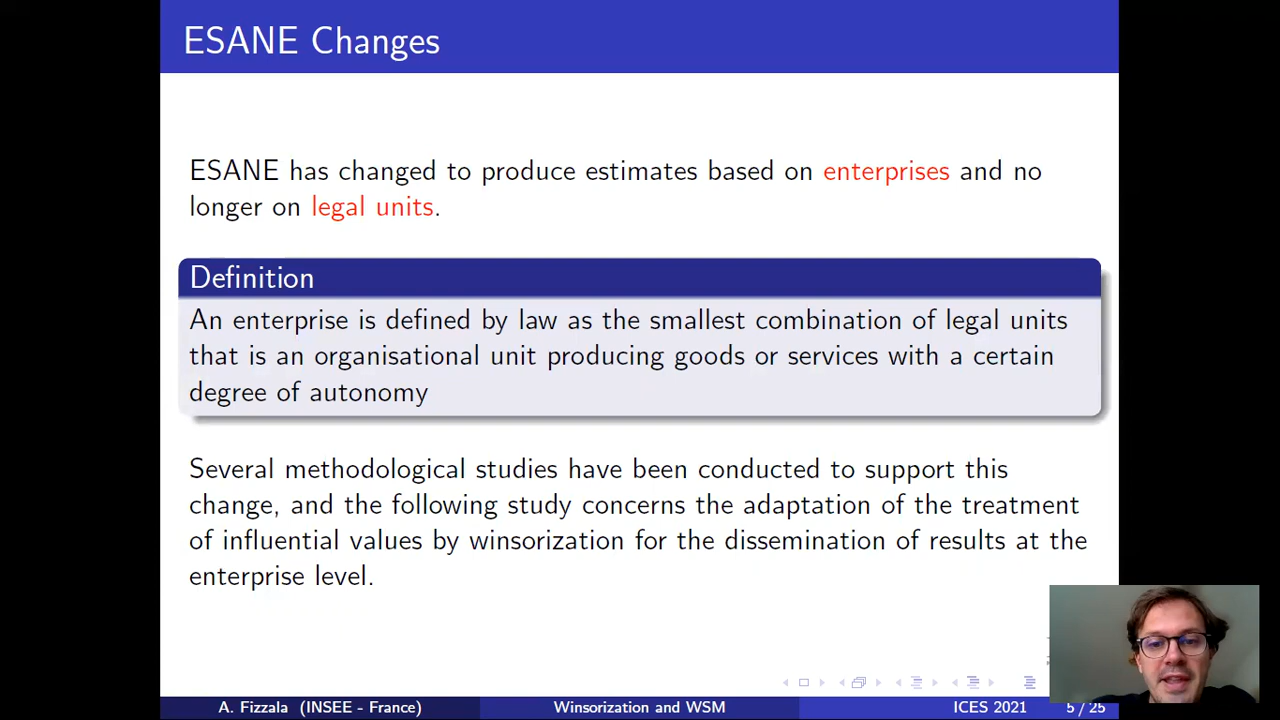 ESANE Changes
ESANE has changed to produce estimates based on enterprises and no
longer on legal units.
Definition
An enterprise is defined by law as the smallest combination of legal units
that is an organisational unit producing goods or services with a certain
degree of autonomy
Several methodological studies have been conducted to support this
change, and the following study concerns the adaptation of the treatment
of influential values by winsorization for the dissemination of results at the
enterprise level.
A. Fizzala (INSEE - France) Winsorization and WSM ICES 2021 5 / 25